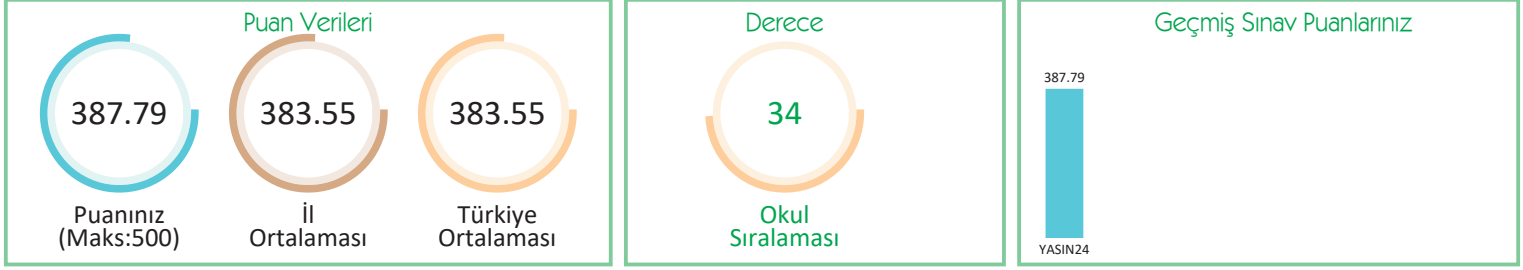 Puan Verileri
387.79
383.55
383.55
Puanınız
(Maks:500)
İl
Ortalaması
Türkiye
Ortalaması
Derece
34
Okul
Sıralaması
Geçmiş Sınav Puanlarınız
387.79
YASIN24